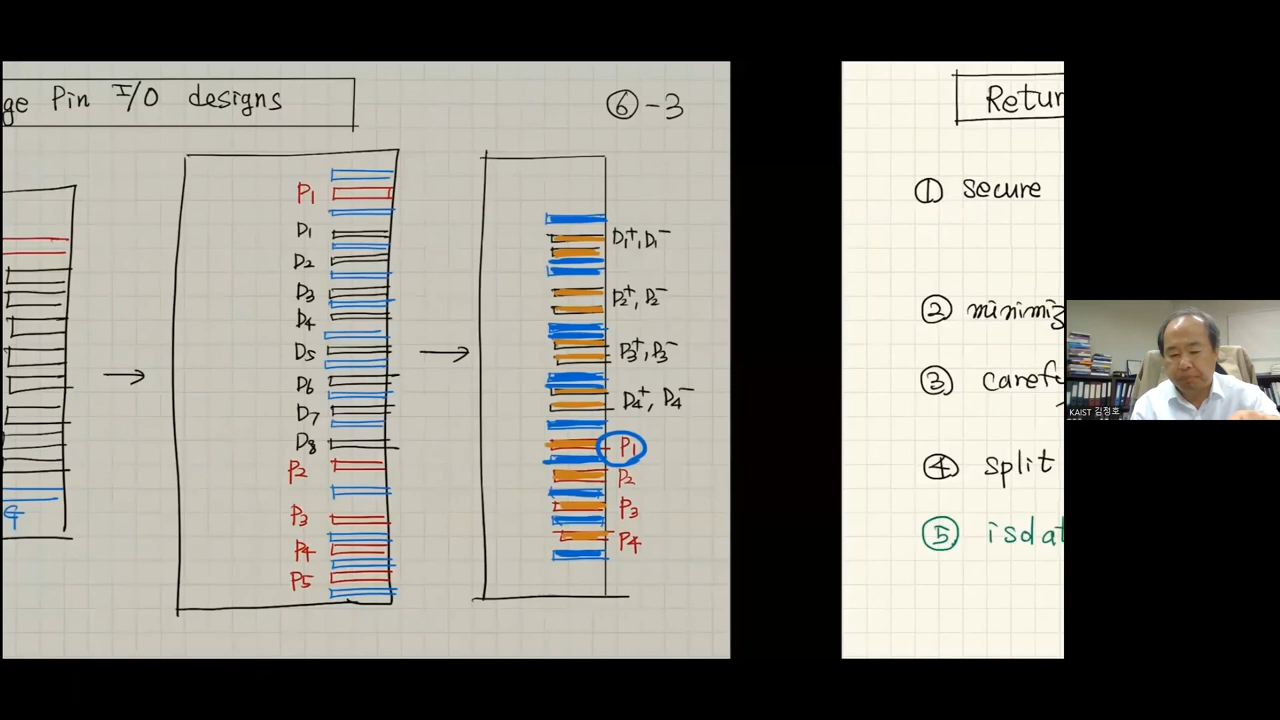 ge Pin I/O designs
⑥-3
G
P1
D1
D2
D3
D4
D5
D6
D7
D8
P2
P3
P4
P5
D1+, D1-
D2+, D2-
D3+, D3-
D4+, D4-
P1
P2
P3
P4
Retur
① secure
② minimiz
③ carefu
④ split
⑤ isolat
KAIST 김정호